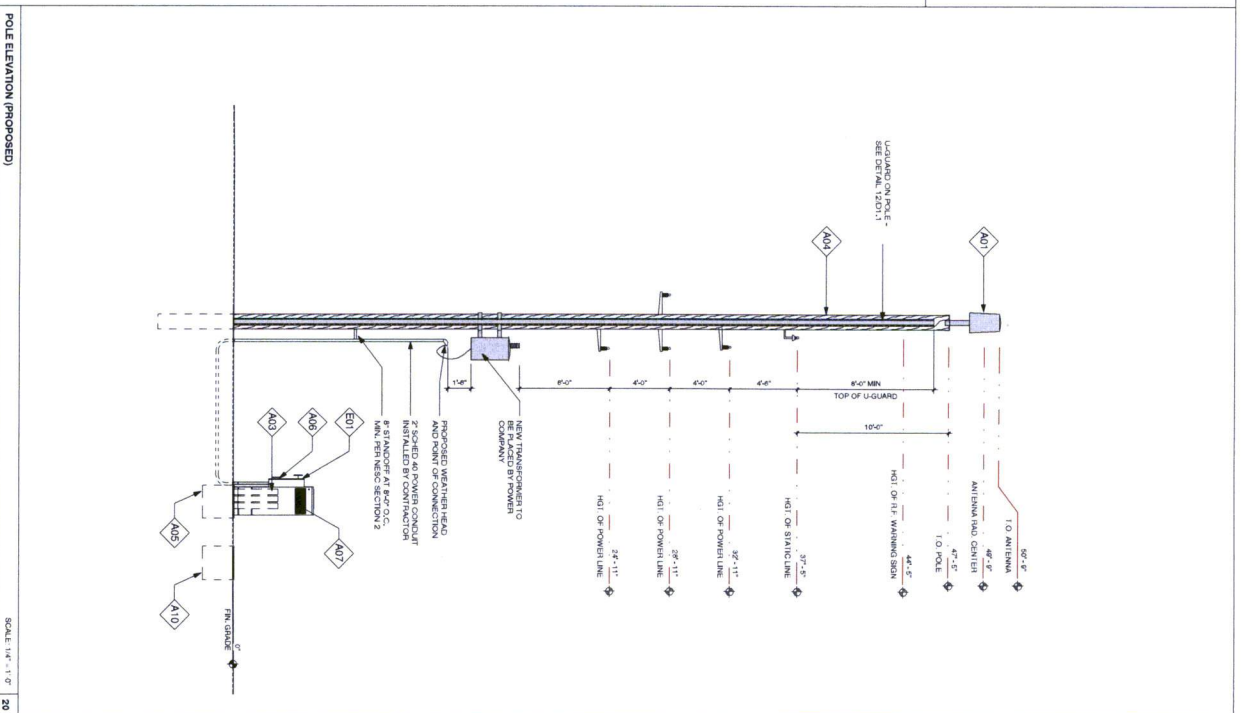 50' - 9"
T.O. ANTENNA
49' - 9"
ANTENNA RAD. CENTER
47' - 5"
T.O. POLE
44' - 5"
HGT. OF R.F. WARNING SIGN
37' - 5"
HGT. OF STATIC LINE
32' - 11"
HGT. OF POWER LINE
28' - 11"
HGT. OF POWER LINE
24' - 11"
HGT. OF POWER LINE
0"
FIN. GRADE
A01
U-GUARD ON POLE -
SEE DETAIL 12/D1.1
A04
6'-0" MIN
TOP OF U-GUARD
10'-0"
4'-6"
4'-0"
4'-0"
6'-0"
1'-6"
NEW TRANSFORMER TO
BE PLACED BY POWER
COMPANY
PROPOSED WEATHER HEAD
AND POINT OF CONNECTION
2" SCHED 40 POWER CONDUIT
INSTALLED BY CONTRACTOR
8" STANDOFF AT 8'-0" O.C.
MIN. PER NESC SECTION 2
E01
A06
A03
A07
A05
A10
POLE ELEVATION (PROPOSED)
SCALE: 1/4" = 1'-0"
20